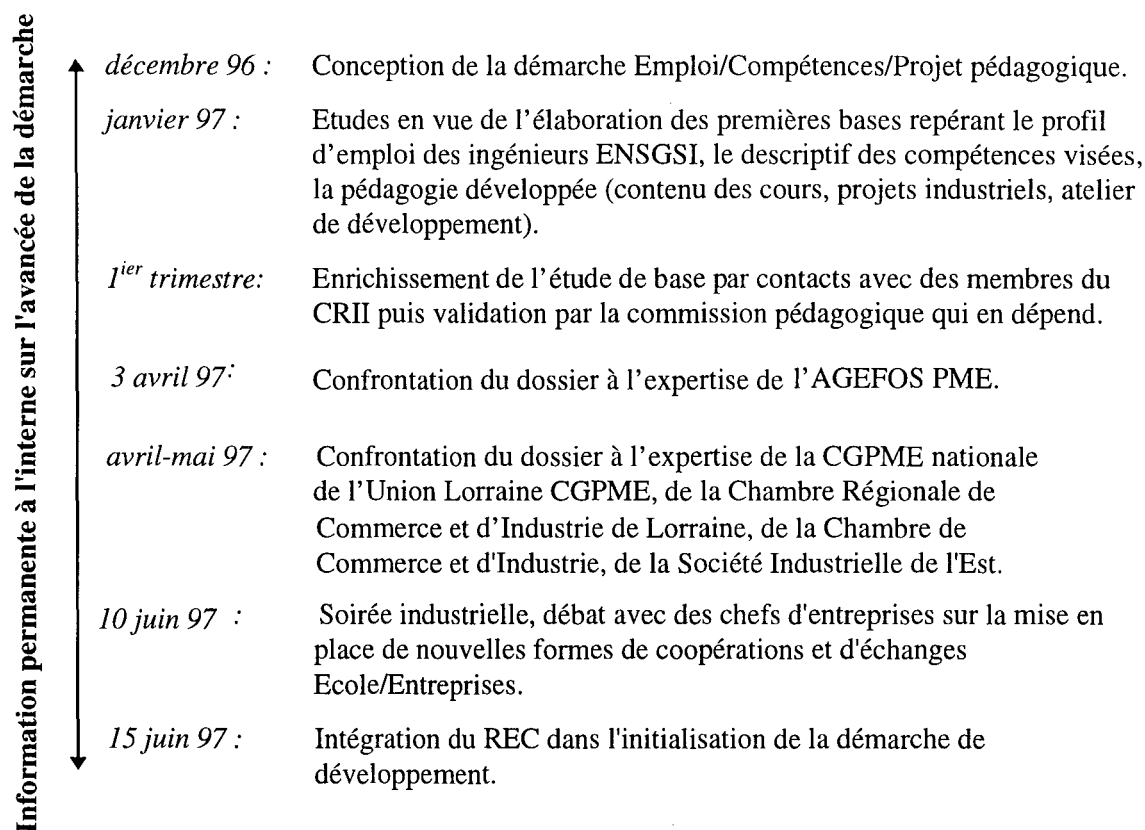 Information permanente à l'interne sur l'avancée de la démarche
décembre 96 : Conception de la démarche Emploi/Compétences/Projet pédagogique.
janvier 97 : Etudes en vue de l'élaboration des premières bases repérant le profil
d'emploi des ingénieurs ENSGSI, le descriptif des compétences visées,
la pédagogie développée (contenu des cours, projets industriels, atelier
de développement).
1ier trimestre: Enrichissement de l'étude de base par contacts avec des membres du
CRII puis validation par la commission pédagogique qui en dépend.
3 avril 97: Confrontation du dossier à l'expertise de l'AGEFOS PME.
avril-mai 97 : Confrontation du dossier à l'expertise de la CGPME nationale
de l'Union Lorraine CGPME, de la Chambre Régionale de
Commerce et d'Industrie de Lorraine, de la Chambre de
Commerce et d'Industrie, de la Société Industrielle de l'Est.
10 juin 97 : Soirée industrielle, débat avec des chefs d'entreprises sur la mise en
place de nouvelles formes de coopérations et d'échanges
Ecole/Entreprises.
15 juin 97 : Intégration du REC dans l'initialisation de la démarche de
développement.